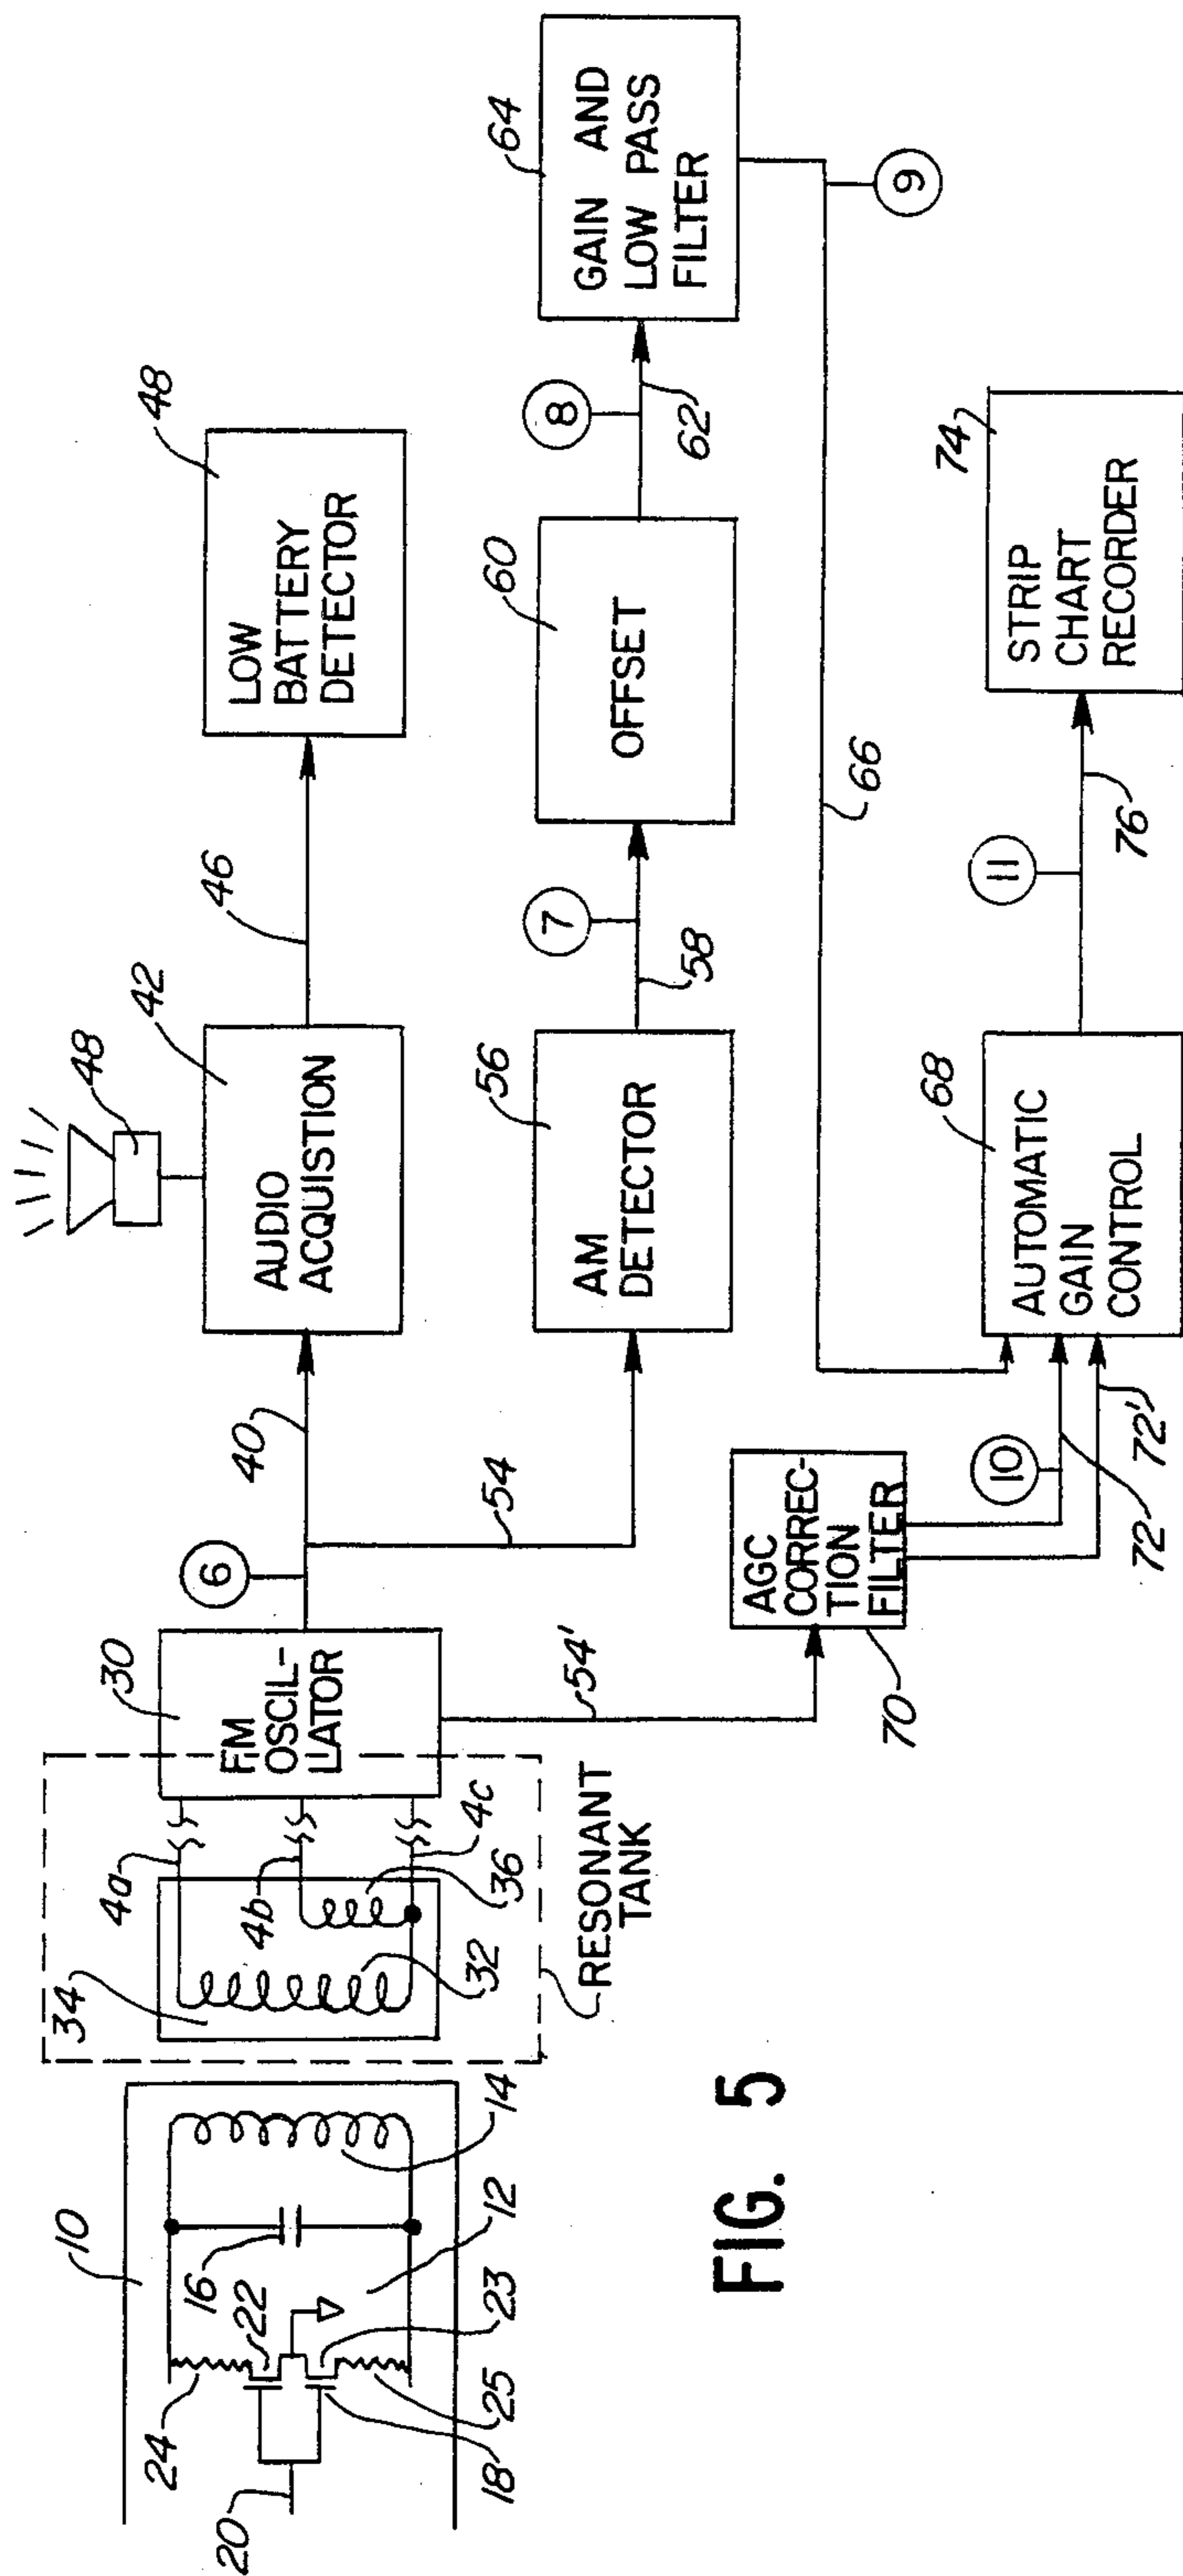 10
12
14
16
22
23
24
25
18
20
34
32
36
4a
4b
4c
RESONANT
TANK
30
FM
OSCIL-
LATOR
6
40
54
54'
48
42
AUDIO
ACQUISTION
46
48
LOW
BATTERY
DETECTOR
56
AM
DETECTOR
7
58
60
OFFSET
8
62
64
GAIN AND
LOW PASS
FILTER
9
66
AGC
CORREC-
TION
FILTER
70
10
72
72'
68
AUTOMATIC
GAIN
CONTROL
11
76
74
STRIP
CHART
RECORDER
FIG. 5